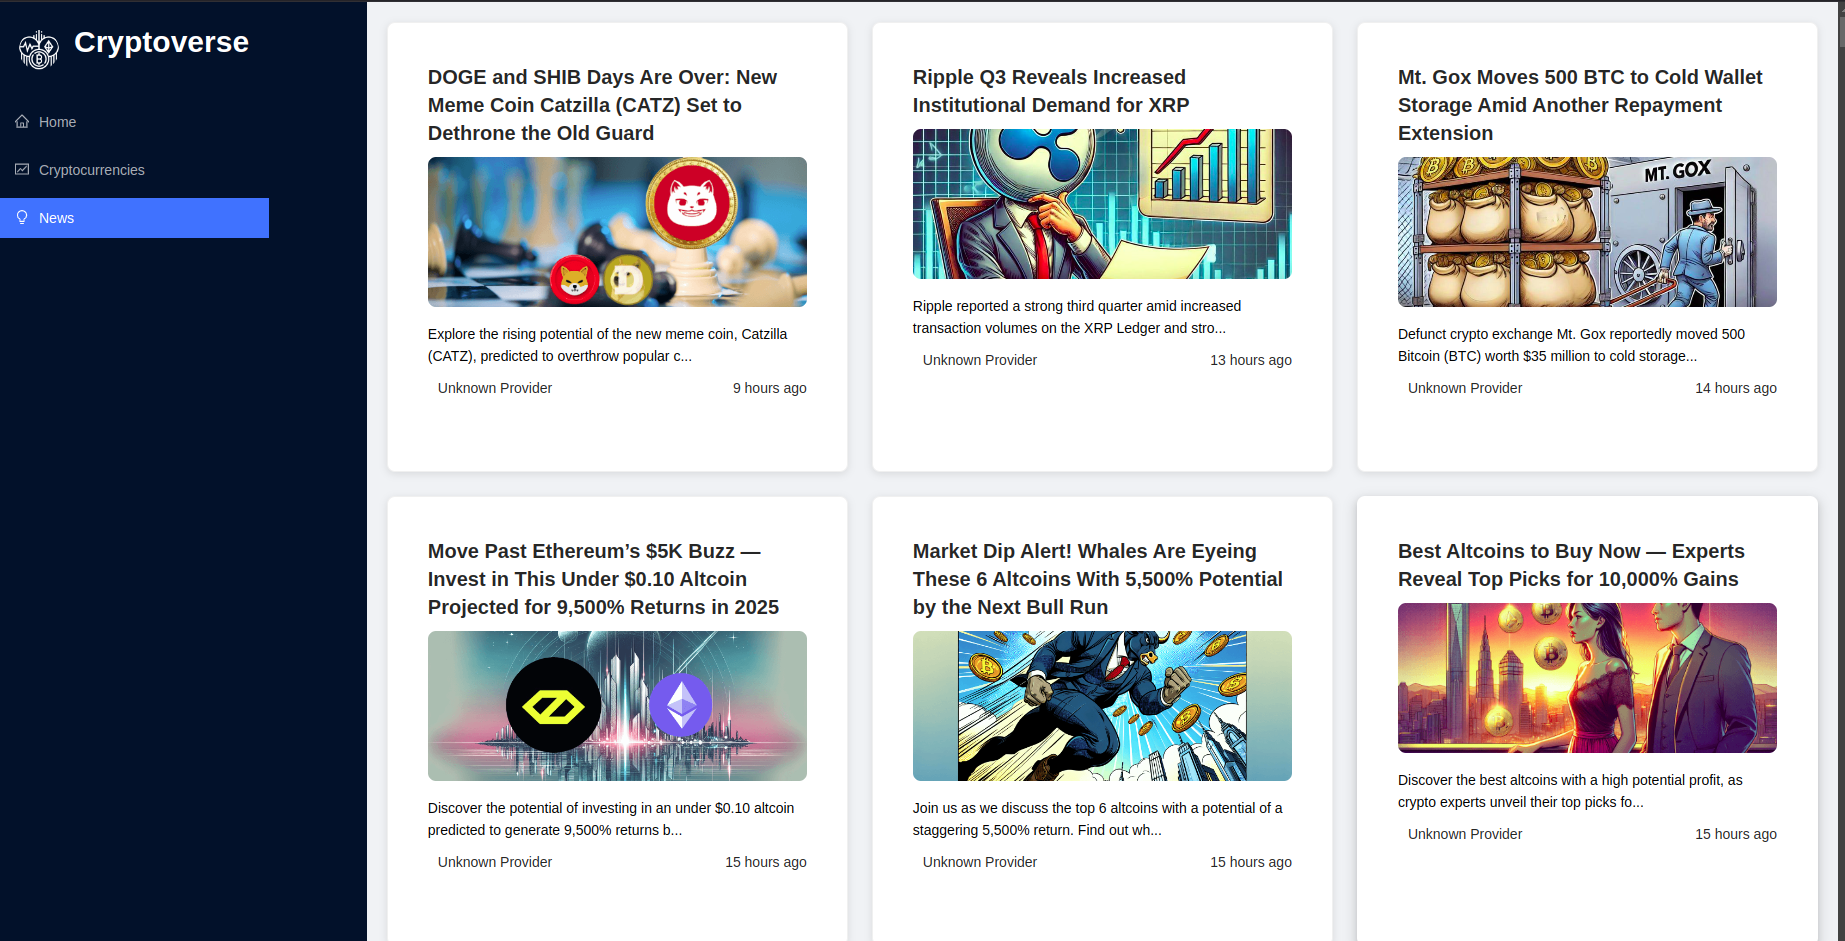 Cryptoverse
Home
Cryptocurrencies
News
DOGE and SHIB Days Are Over: New
Meme Coin Catzilla (CATZ) Set to
Dethrone the Old Guard
Explore the rising potential of the new meme coin, Catzilla
(CATZ), predicted to overthrow popular c...
Unknown Provider
9 hours ago
Ripple Q3 Reveals Increased
Institutional Demand for XRP
Ripple reported a strong third quarter amid increased
transaction volumes on the XRP Ledger and stro...
Unknown Provider
13 hours ago
Mt. Gox Moves 500 BTC to Cold Wallet
Storage Amid Another Repayment
Extension
MT. GOX
Defunct crypto exchange Mt. Gox reportedly moved 500
Bitcoin (BTC) worth $35 million to cold storage...
Unknown Provider
14 hours ago
Move Past Ethereum’s $5K Buzz —
Invest in This Under $0.10 Altcoin
Projected for 9,500% Returns in 2025
Discover the potential of investing in an under $0.10 altcoin
predicted to generate 9,500% returns b...
Unknown Provider
15 hours ago
Market Dip Alert! Whales Are Eyeing
These 6 Altcoins With 5,500% Potential
by the Next Bull Run
Join us as we discuss the top 6 altcoins with a potential of a
staggering 5,500% return. Find out wh...
Unknown Provider
15 hours ago
Best Altcoins to Buy Now — Experts
Reveal Top Picks for 10,000% Gains
Discover the best altcoins with a high potential profit, as
crypto experts unveil their top picks fo...
Unknown Provider
15 hours ago